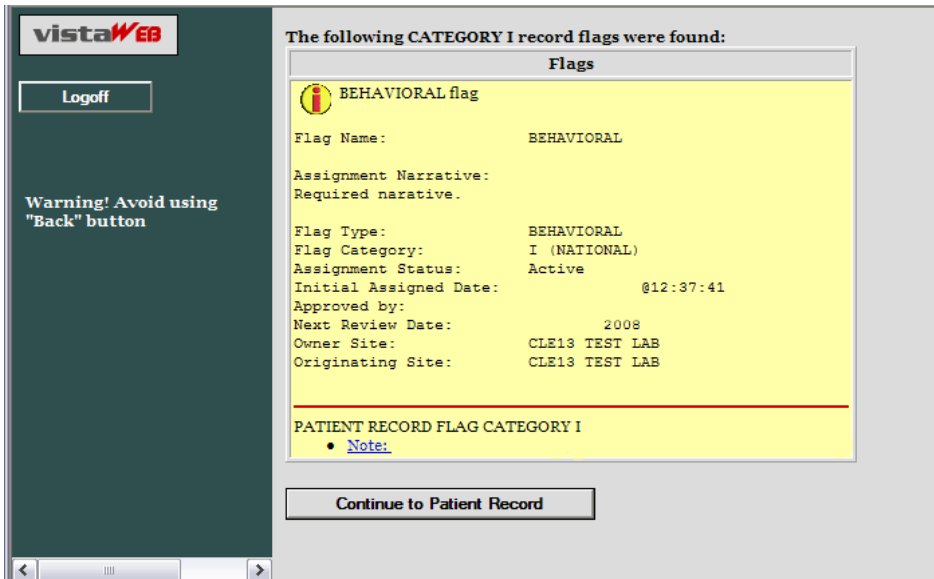 vistaWEB
Logoff
Warning! Avoid using
"Back" button
The following CATEGORY I record flags were found:
Flags
BEHAVIORAL flag
Flag Name: BEHAVIORAL
Assignment Narrative:
Required narative.
Flag Type: BEHAVIORAL
Flag Category: I (NATIONAL)
Assignment Status: Active
Initial Assigned Date: @12:37:41
Approved by:
Next Review Date: 2008
Owner Site: CLE13 TEST LAB
Originating Site: CLE13 TEST LAB
PATIENT RECORD FLAG CATEGORY I
• Note:
Continue to Patient Record